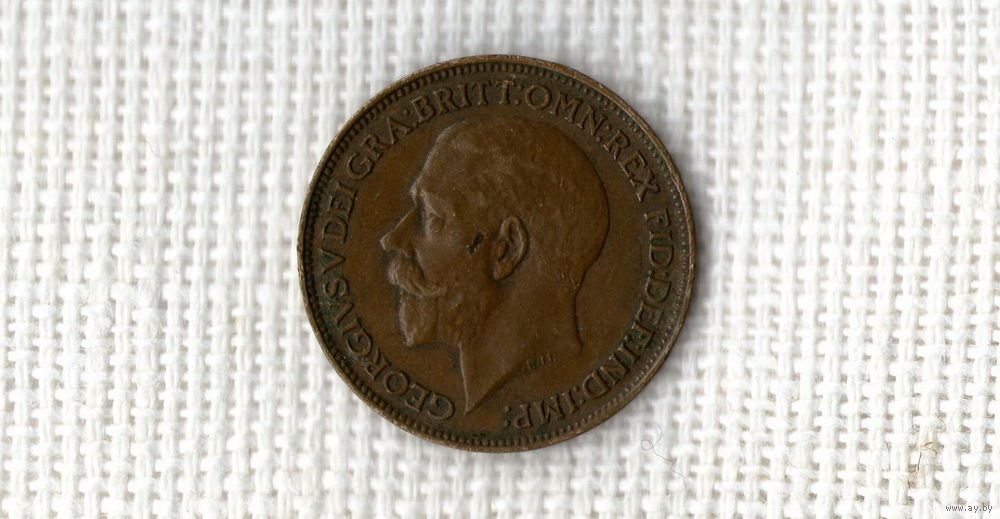 GEORGIVS V DEI GRA: BRITT: OMN: REX FID: DEF: IND: IMP:
www.ay.by